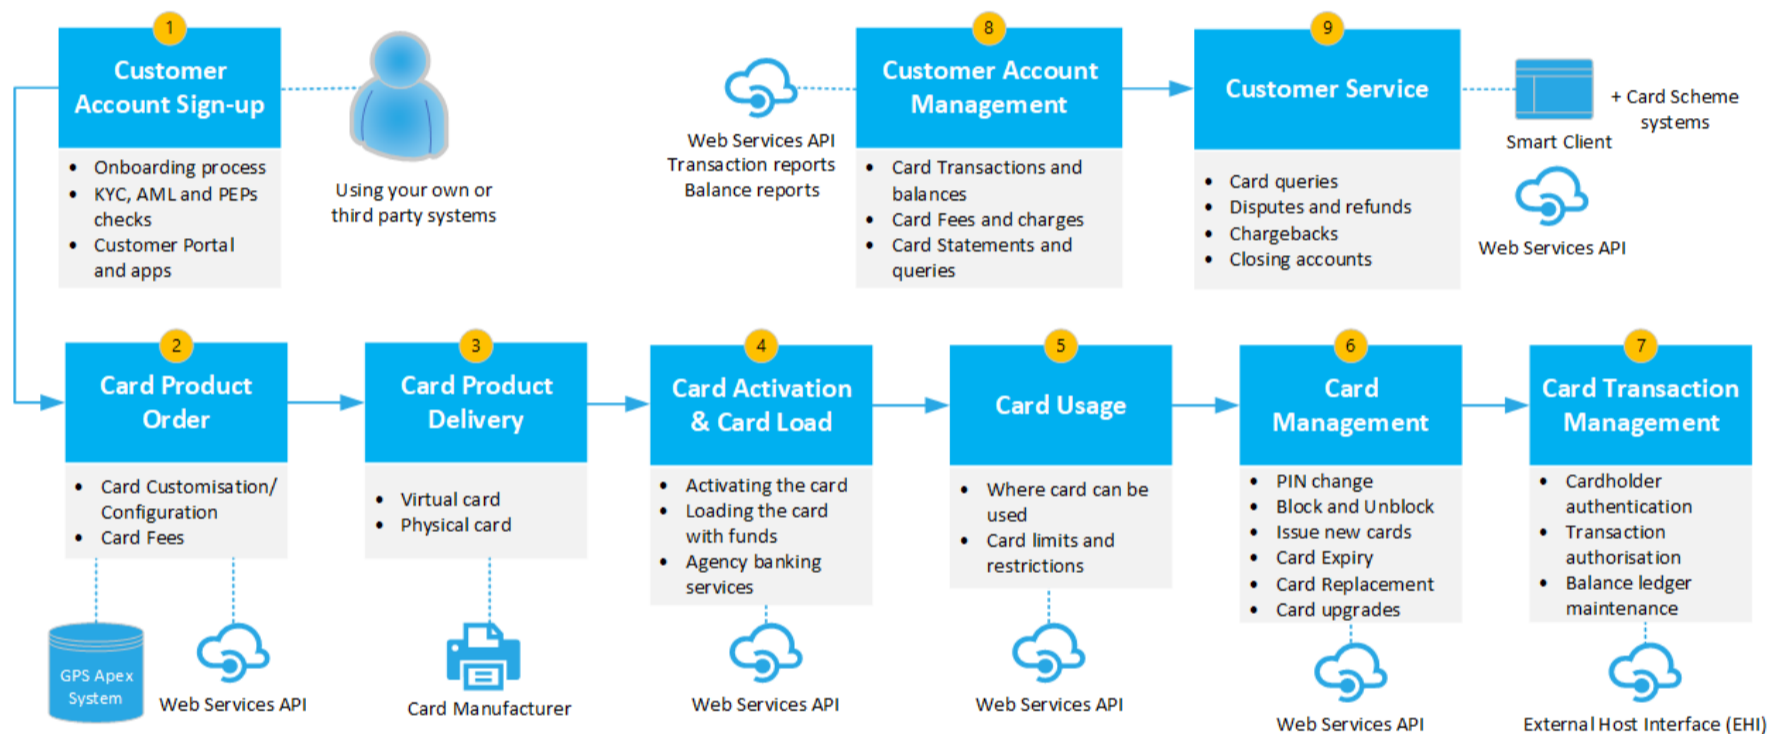 1
Customer
Account Sign-up
• Onboarding process
• KYC, AML and PEPs
checks
• Customer Portal
and apps
Using your own or
third party systems
Web Services API
Transaction reports
Balance reports
8
Customer Account
Management
• Card Transactions and
balances
• Card Fees and charges
• Card Statements and
queries
9
Customer Service
• Card queries
• Disputes and refunds
• Chargebacks
• Closing accounts
Smart Client
+ Card Scheme
systems
Web Services API
2
Card Product
Order
• Card Customisation/
Configuration
• Card Fees
GPS Apex
System
Web Services API
3
Card Product
Delivery
• Virtual card
• Physical card
Card Manufacturer
4
Card Activation
& Card Load
• Activating the card
• Loading the card
with funds
• Agency banking
services
Web Services API
5
Card Usage
• Where card can be
used
• Card limits and
restrictions
Web Services API
6
Card
Management
• PIN change
• Block and Unblock
• Issue new cards
• Card Expiry
• Card Replacement
• Card upgrades
Web Services API
7
Card Transaction
Management
• Cardholder
authentication
• Transaction
authorisation
• Balance ledger
maintenance
External Host Interface (EHI)